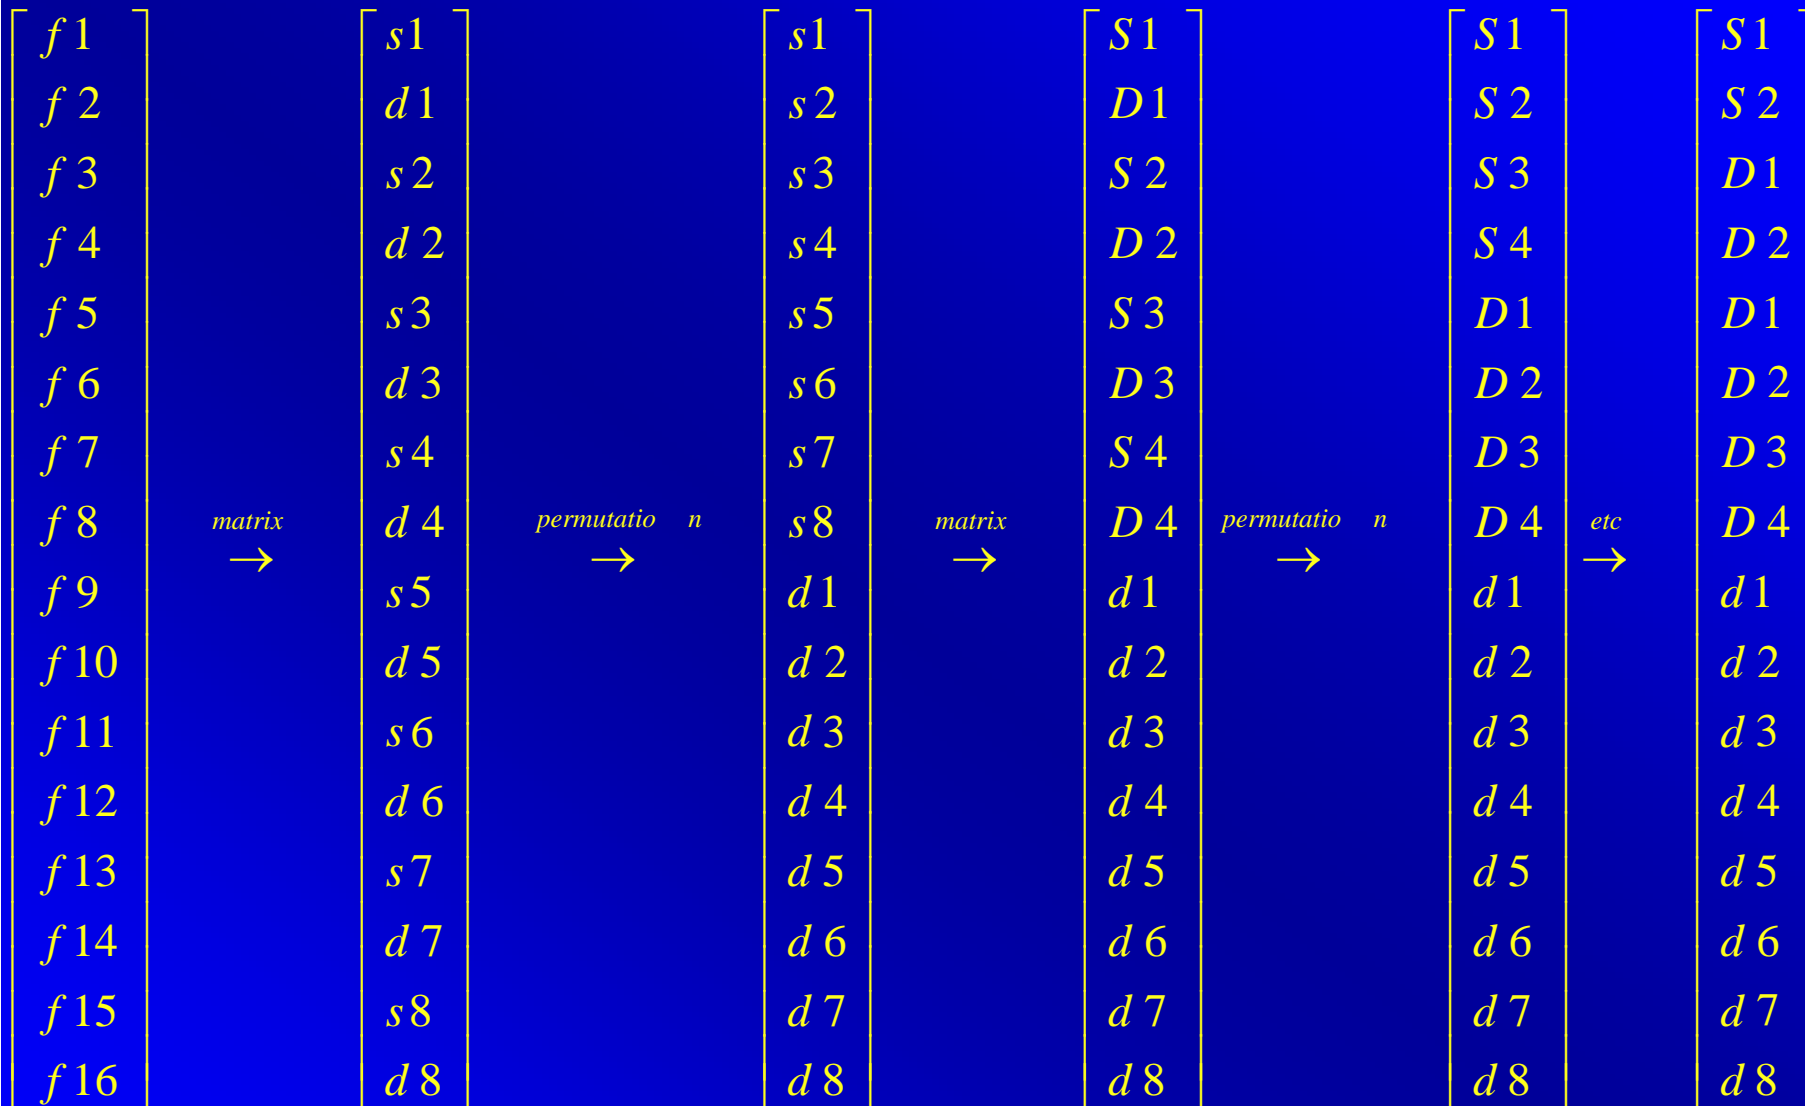 f1 s1 s1 S1 S1 S1
f2 d1 s2 D1 S2 S2
f3 s2 s3 S2 S3 D1
f4 d2 s4 D2 S4 D2
f5 s3 s5 S3 D1 D1
f6 d3 s6 D3 D2 D2
f7 s4 s7 S4 D3 D3
f8 matrix → d4 permutatio n → s8 matrix → D4 permutatio n → D4 etc → D4
f9 s5 d1 d1 d1 d1
f10 d5 d2 d2 d2 d2
f11 s6 d3 d3 d3 d3
f12 d6 d4 d4 d4 d4
f13 s7 d5 d5 d5 d5
f14 d7 d6 d6 d6 d6
f15 s8 d7 d7 d7 d7
f16 d8 d8 d8 d8 d8